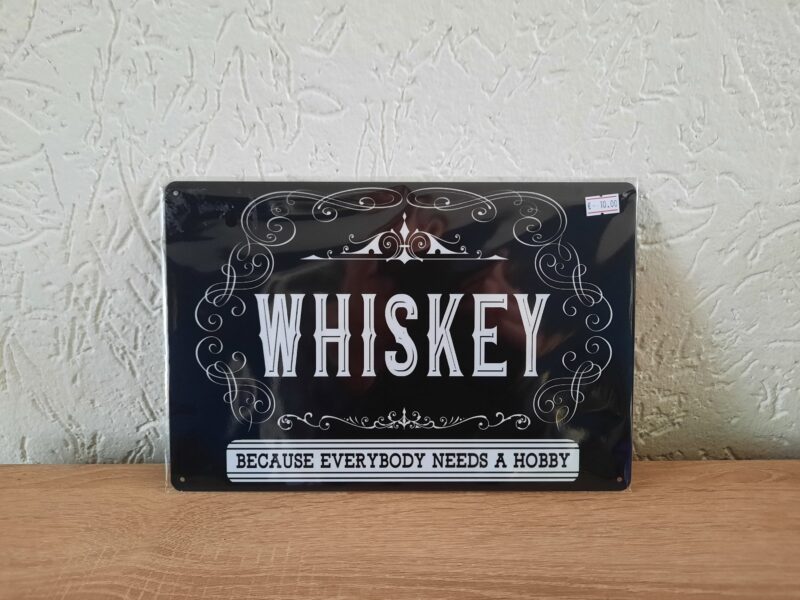 €- 10.00
WHISKEY
BECAUSE EVERYBODY NEEDS A HOBBY